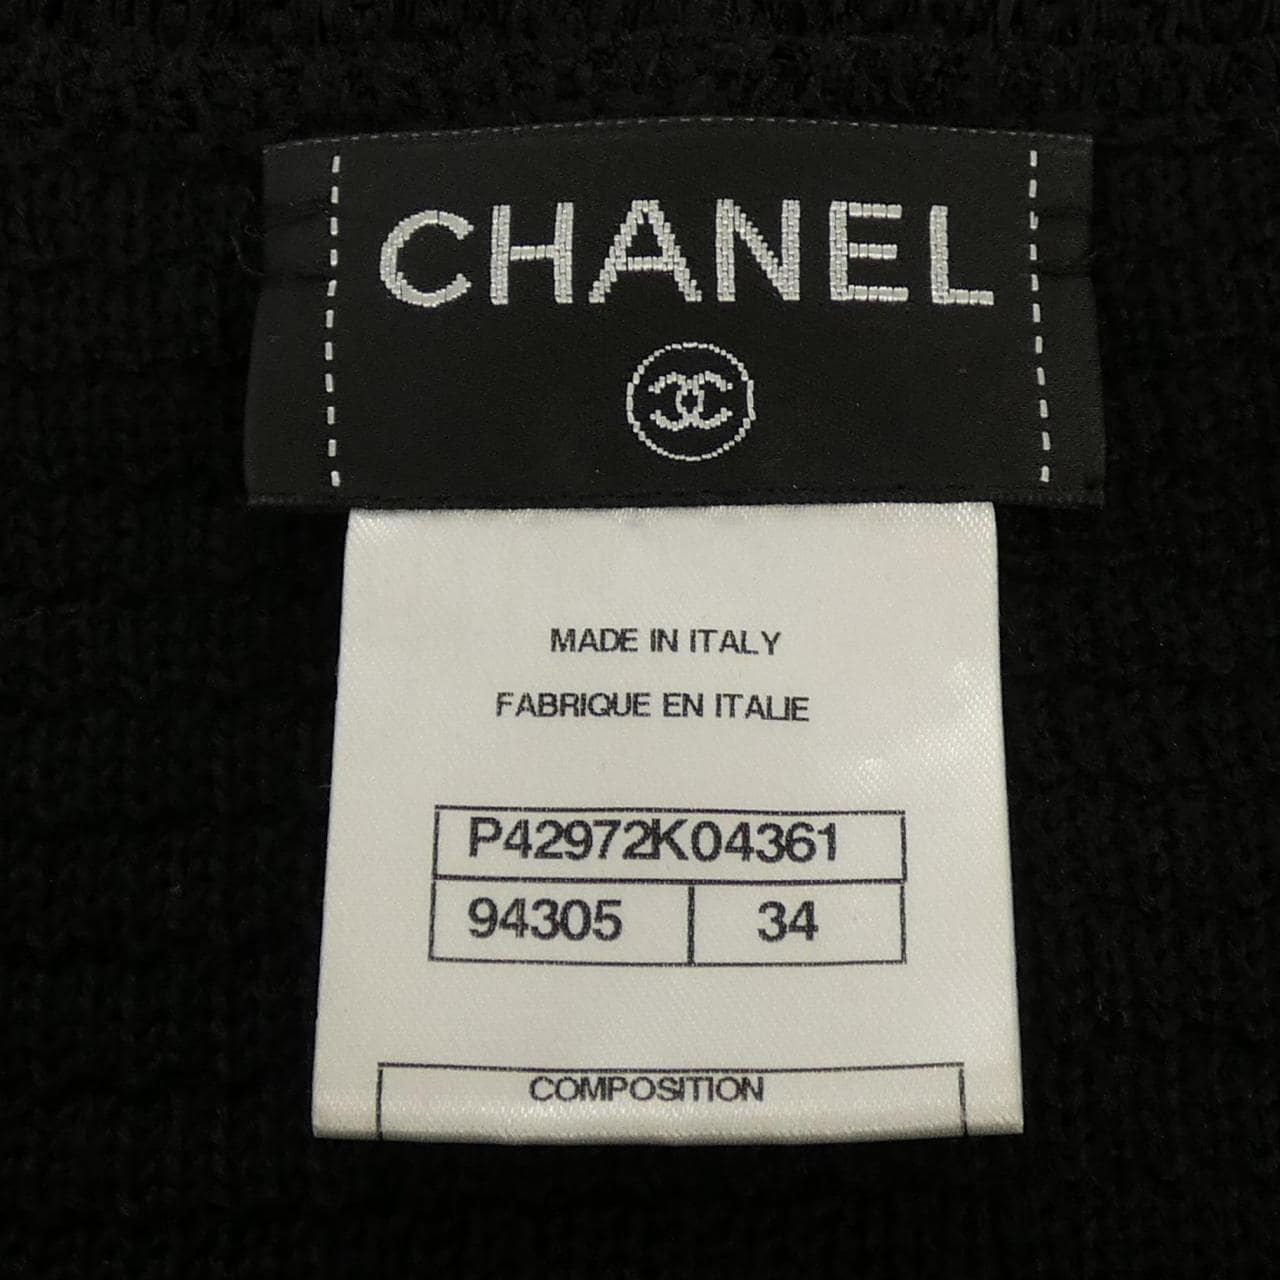 CHANEL
MADE IN ITALY
FABRIQUE EN ITALIE
P42972K04361
94305 34
COMPOSITION